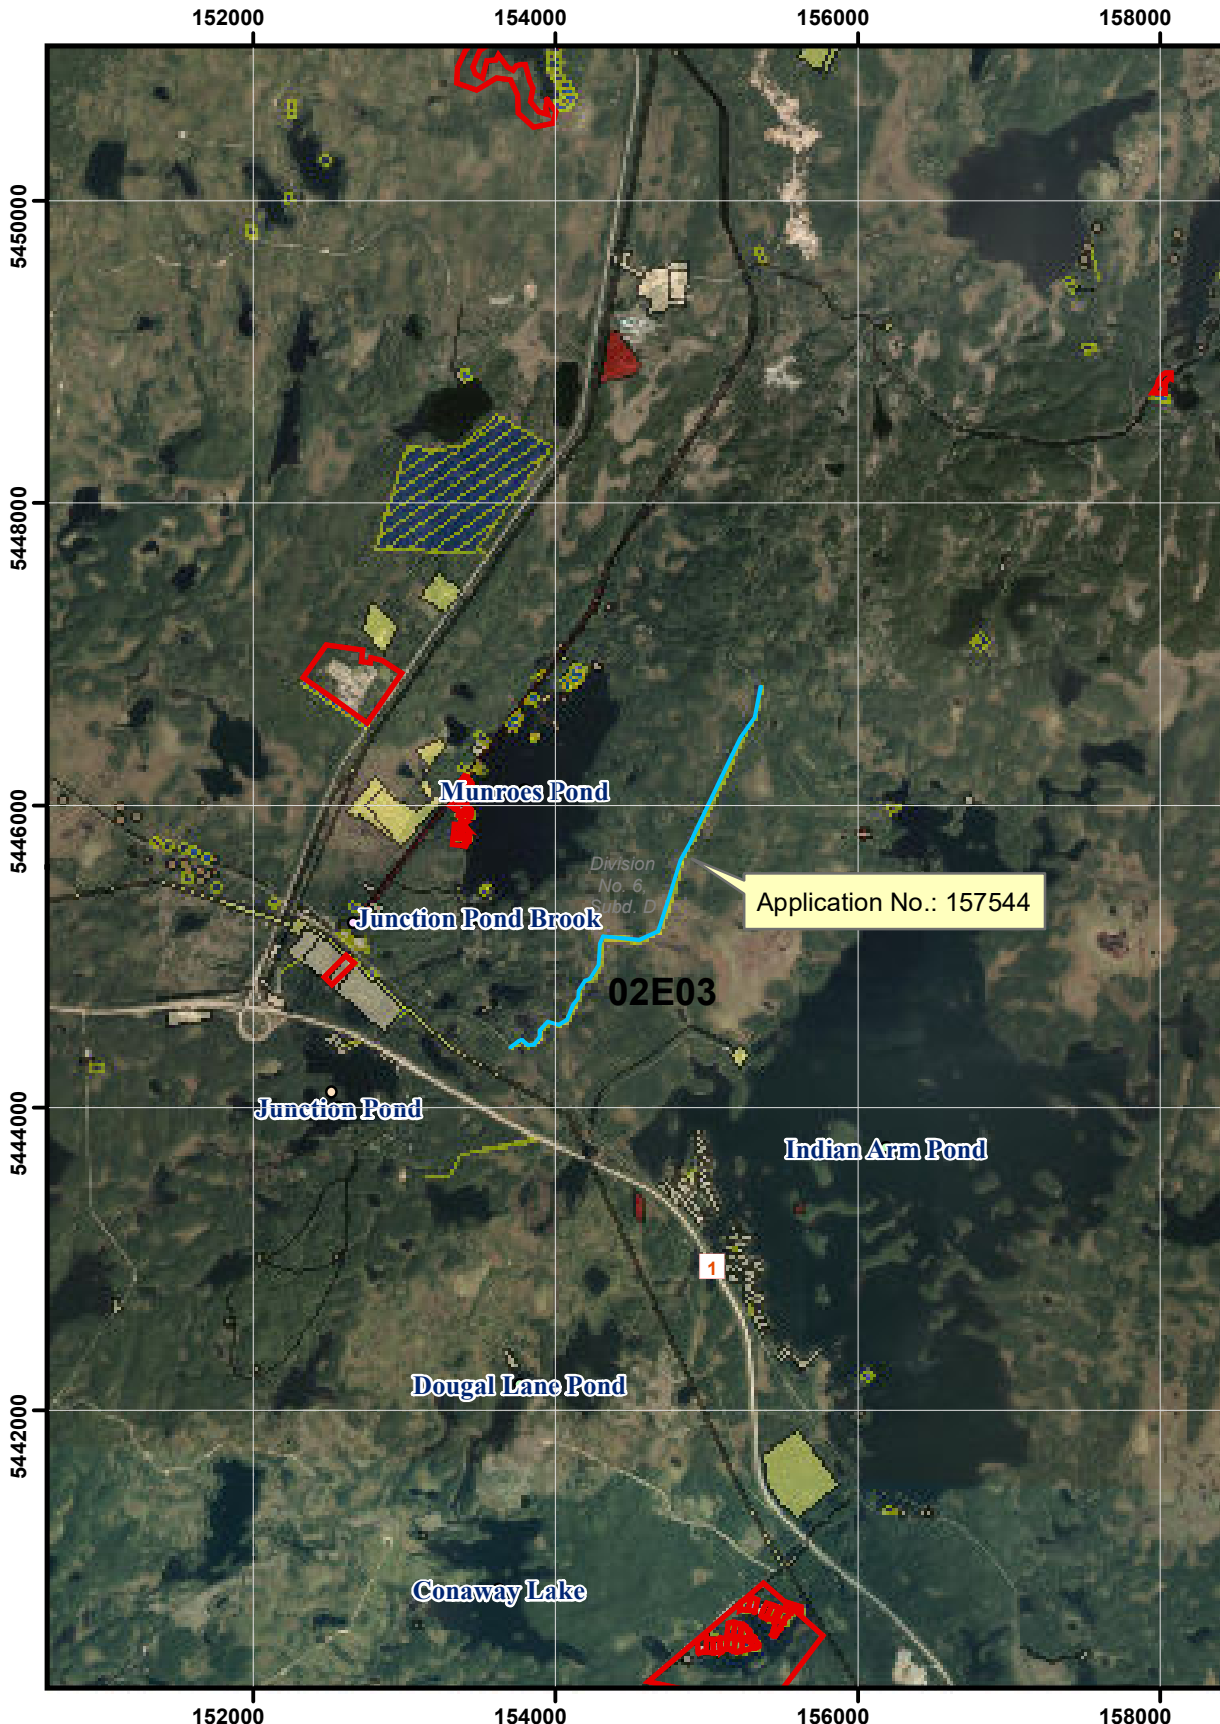 152000 154000 156000 158000
5450000
5448000
Munroes Pond
5446000
Division
No. 6,
Subd. D
Application No.: 157544
Junction Pond Brook
02E03
Junction Pond
5444000
Indian Arm Pond
1
Dougal Lane Pond
5442000
Conaway Lake
152000 154000 156000 158000